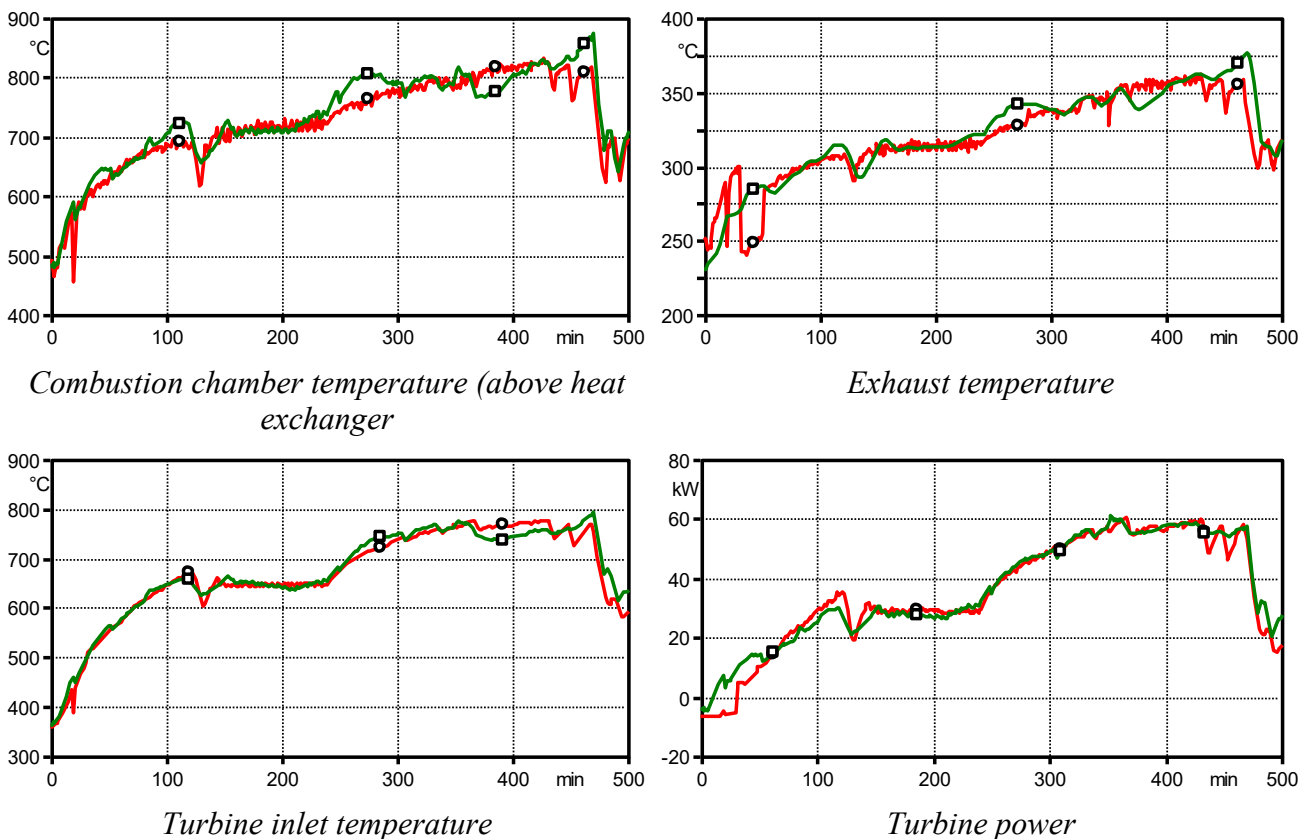 900
°C
800
700
600
500
400
0 100 200 300 400 min 500
Combustion chamber temperature (above heat
exchanger
400
°C
350
300
250
200
0 100 200 300 400 min 500
Exhaust temperature
900
°C
800
700
600
500
400
300
0 100 200 300 400 min 500
Turbine inlet temperature
80
kW
60
40
20
0
-20
0 100 200 300 400 min 500
Turbine power